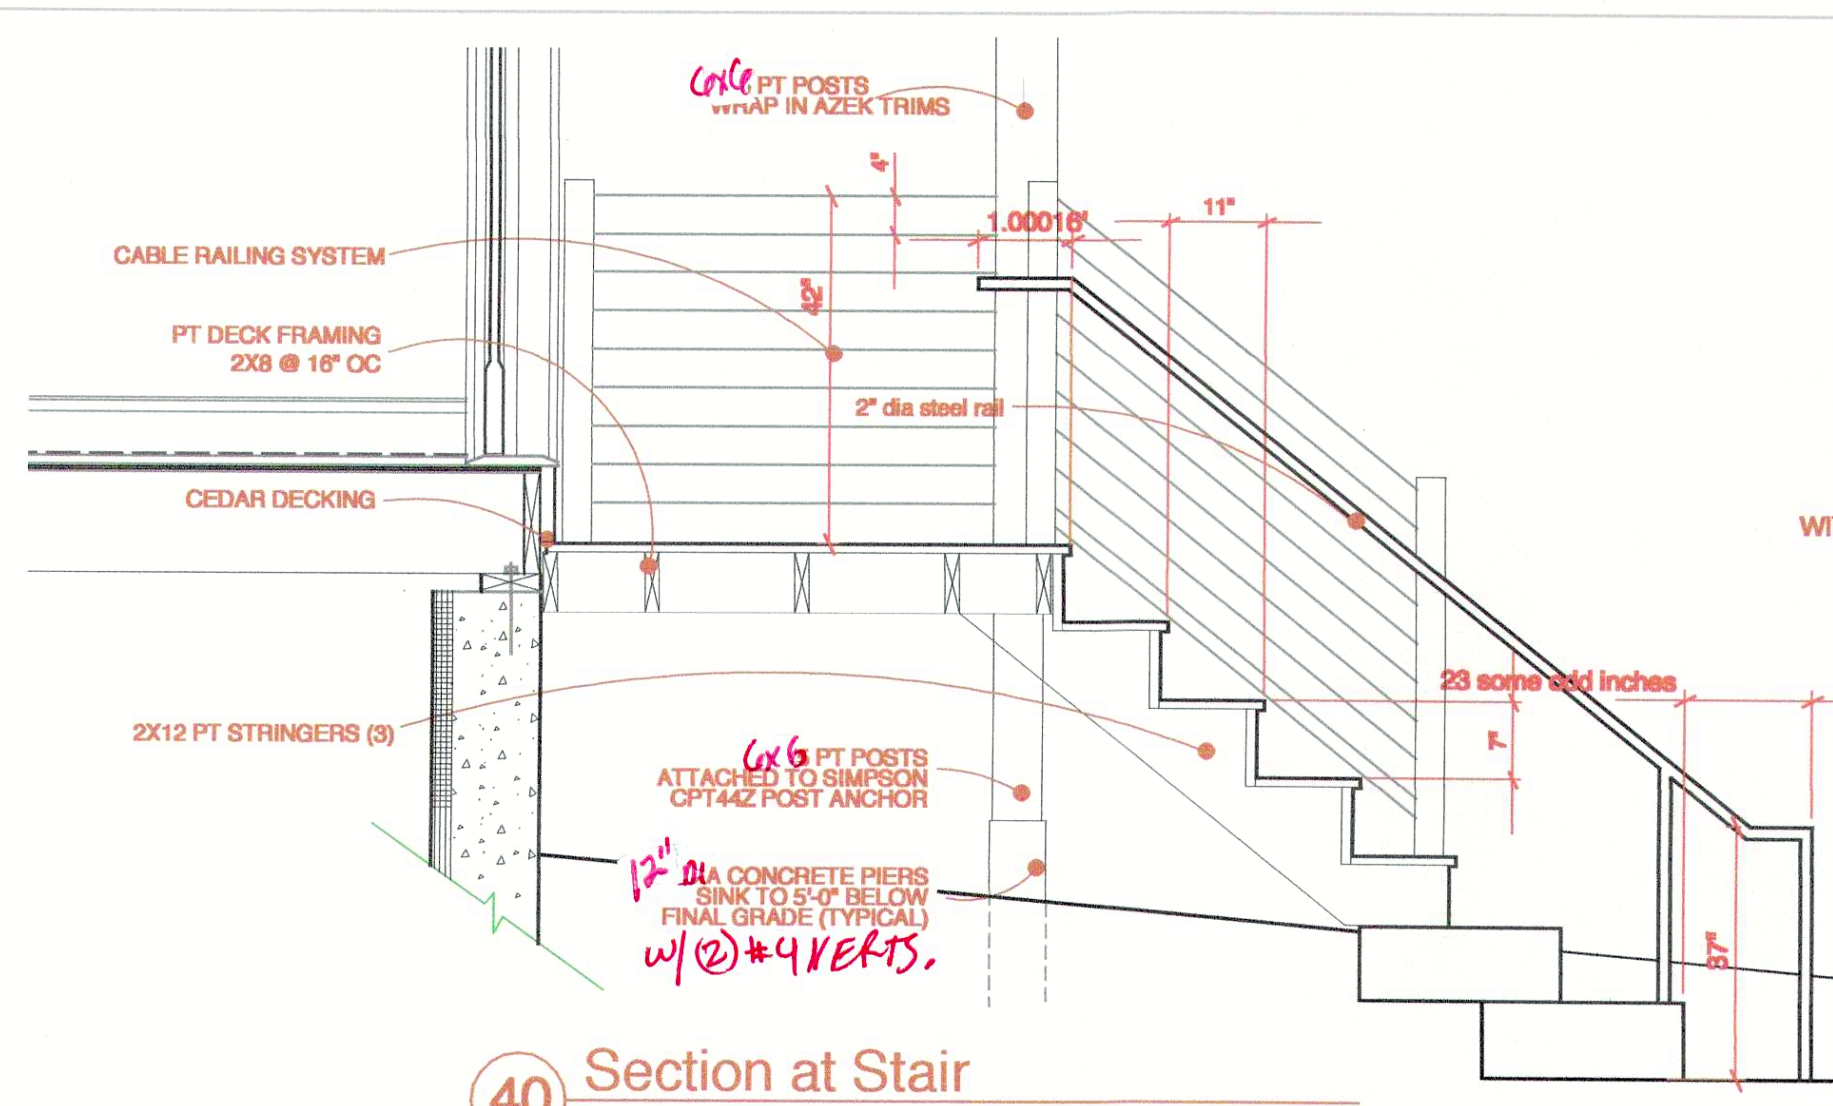 6x6 PT POSTS
WRAP IN AZEK TRIMS
4"
11"
1.00016'
CABLE RAILING SYSTEM
42"
PT DECK FRAMING
2X8 @ 16" OC
2" dia steel rail
CEDAR DECKING
WI
23 some odd inches
2X12 PT STRINGERS (3)
7"
6x6 PT POSTS
ATTACHED TO SIMPSON
CPT44Z POST ANCHOR
12" DIA CONCRETE PIERS
SINK TO 5'-0" BELOW
FINAL GRADE (TYPICAL)
W/ (2) #4 VERTS.
37"
40 Section at Stair